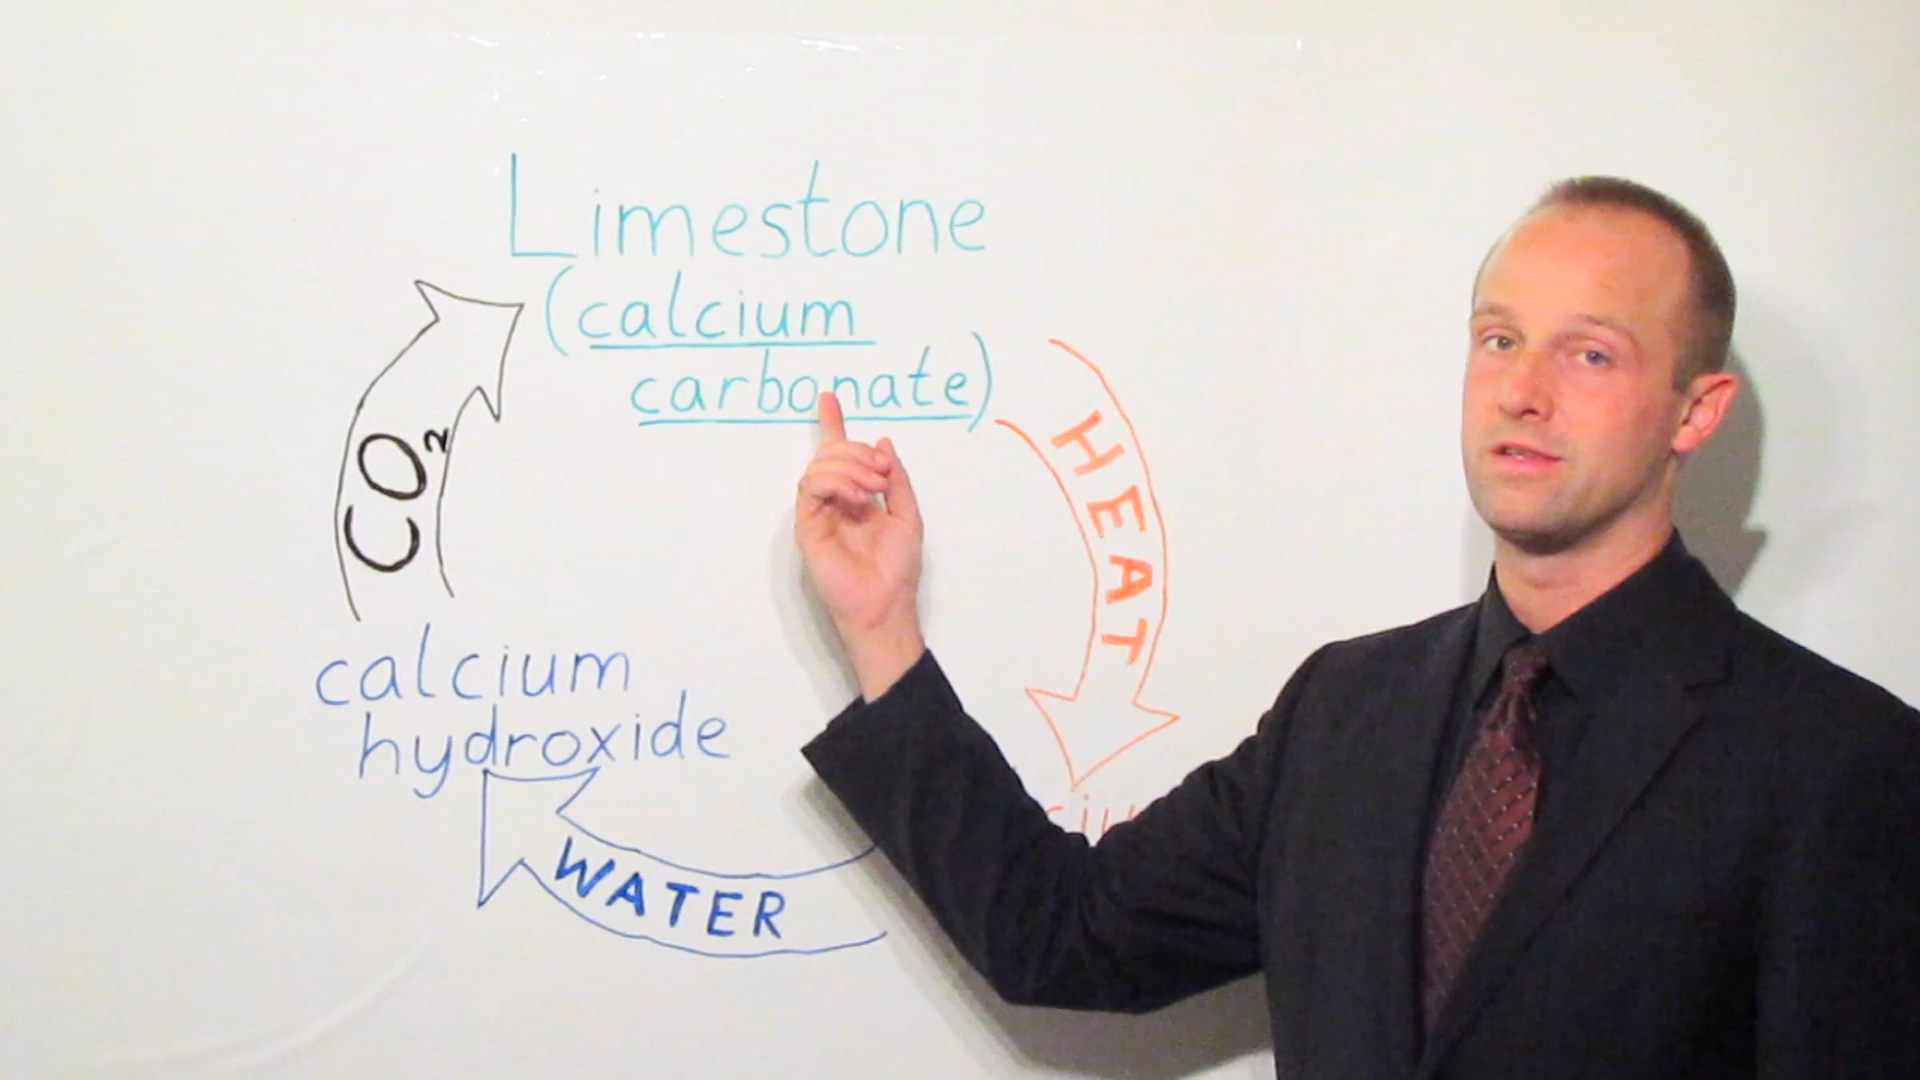 Limestone
(calcium
carbonate)
HEAT
CO₂
calcium
hydroxide
WATER